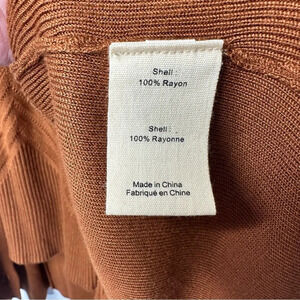 Shell :
100% Rayon
Shell :
100% Rayonne
Made in China
Fabriqué en Chine